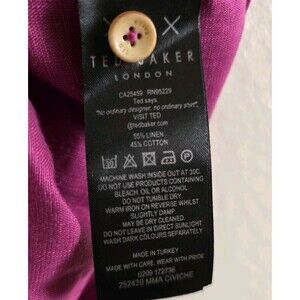 TED BAKER
LONDON
CA25459 RN95229
Ted says.
"No ordinary designer, no ordinary shirt".
VISIT TED
@tedbaker.com
55% LINEN
45% COTTON
MACHINE WASH INSIDE OUT AT 30C.
DO NOT USE PRODUCTS CONTAINING
BLEACH, OIL OR ALCOHOL
DO NOT TUMBLE DRY
WARM IRON ON REVERSE WHILST
SLIGHTLY DAMP.
MAY BE DRY CLEANED.
DO NOT LEAVE IN DIRECT SUNLIGHT
WASH DARK COLOURS SEPARATELY
MADE IN TURKEY
MADE WITH CARE, WEAR WITH PRIDE
0209 172736
252439 MMA CIVICHE